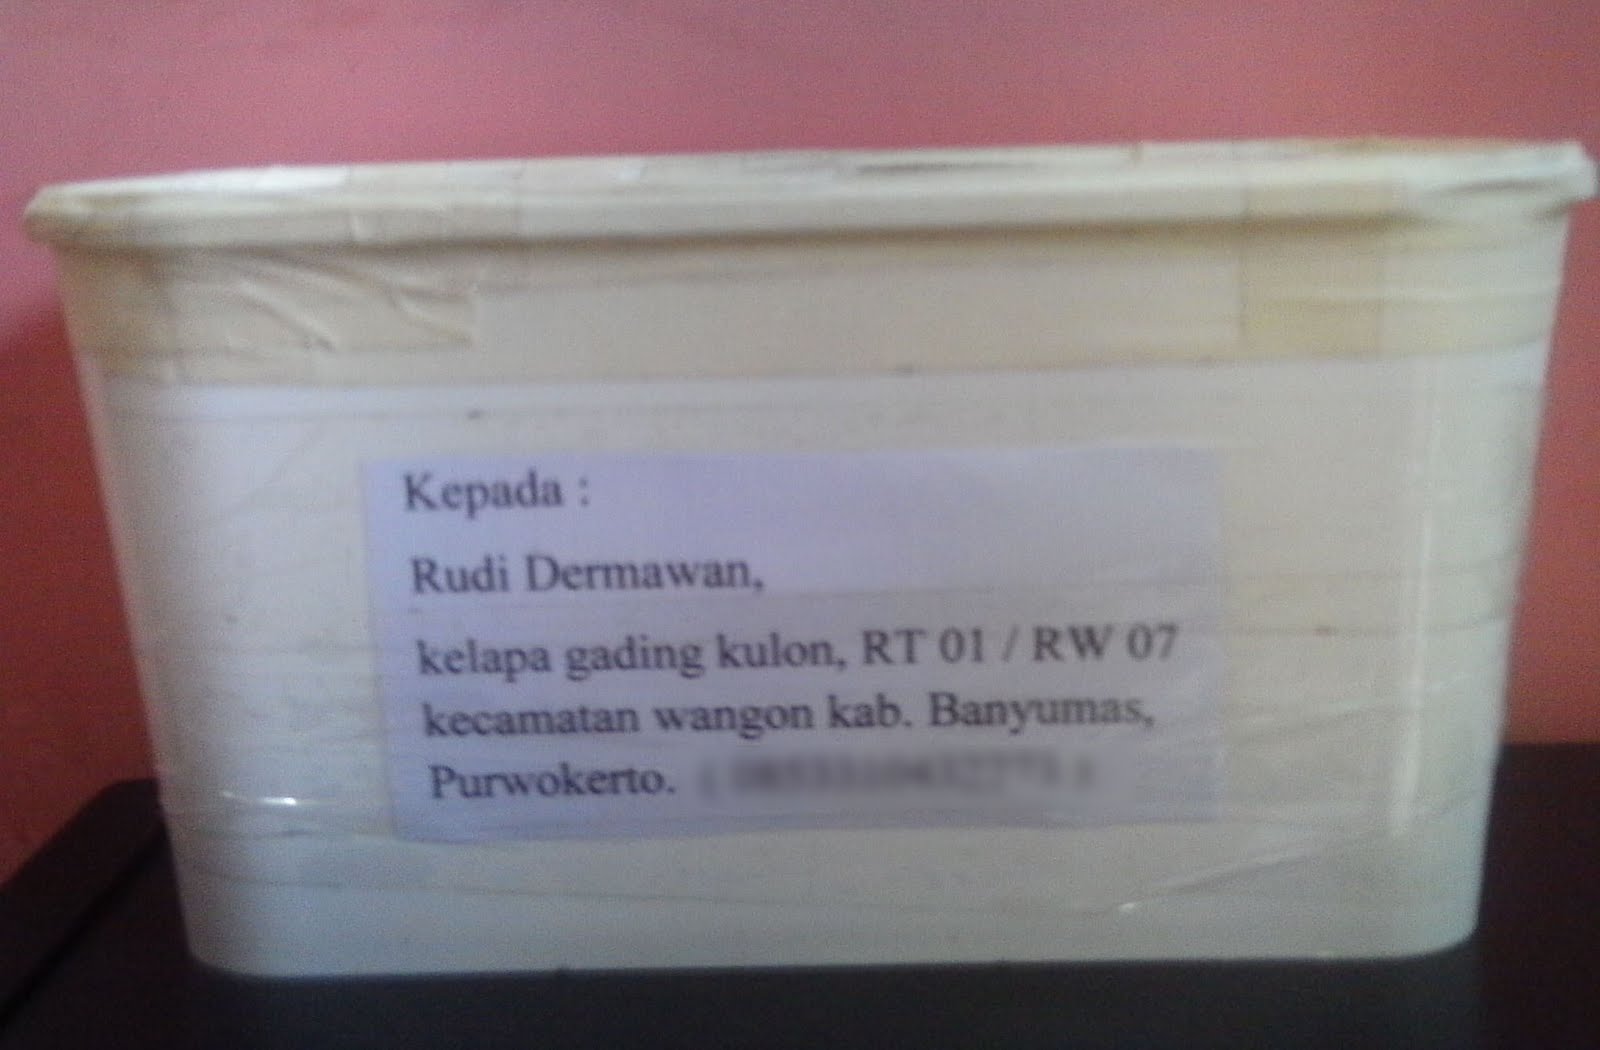 Kepada :
Rudi Dermawan,
kelapa gading kulon, RT 01 / RW 07
kecamatan wangon kab. Banyumas,
Purwokerto.